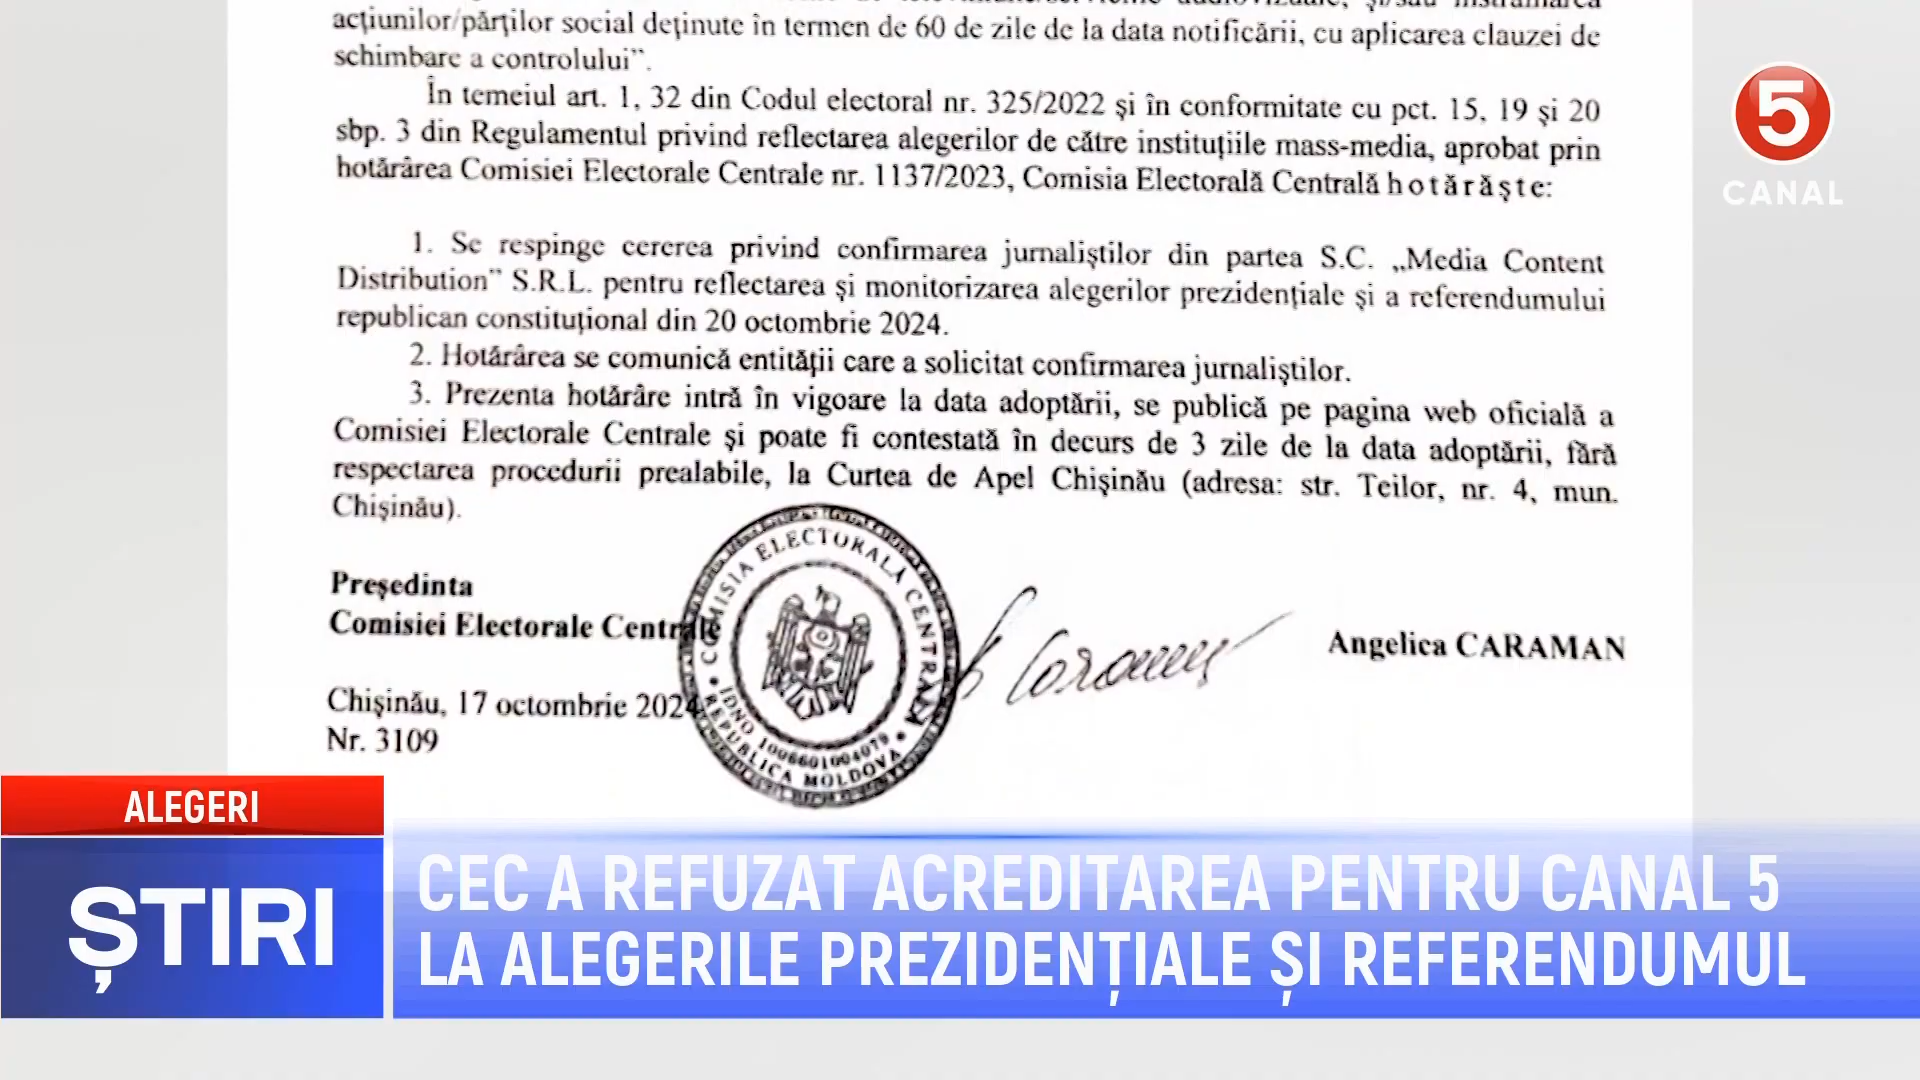 acțiunilor/părților social deținute în termen de 60 de zile de la data notificării, cu aplicarea clauzei de
schimbare a controlului”.
În temeiul art. 1, 32 din Codul electoral nr. 325/2022 și în conformitate cu pct. 15, 19 și 20
sbp. 3 din Regulamentul privind reflectarea alegerilor de către instituțiile mass-media, aprobat prin
hotărârea Comisiei Electorale Centrale nr. 1137/2023, Comisia Electorală Centrală h o t ă r ă ș t e:
1. Se respinge cererea privind confirmarea jurnaliștilor din partea S.C. „Media Content
Distribution” S.R.L. pentru reflectarea și monitorizarea alegerilor prezidențiale și a referendumului
republican constituțional din 20 octombrie 2024.
2. Hotărârea se comunică entității care a solicitat confirmarea jurnaliștilor.
3. Prezenta hotărâre intră în vigoare la data adoptării, se publică pe pagina web oficială a
Comisiei Electorale Centrale și poate fi contestată în decurs de 3 zile de la data adoptării, fără
respectarea procedurii prealabile, la Curtea de Apel Chișinău (adresa: str. Teilor, nr. 4, mun.
Chișinău).
Președinta
Comisiei Electorale Centrale
Angelica CARAMAN
Chișinău, 17 octombrie 2024
Nr. 3109
COMISIA ELECTORALĂ CENTRALĂ
IDNO 1006601004079
REPUBLICA MOLDOVA
5
CANAL
ALEGERI
ȘTIRI
CEC A REFUZAT ACREDITAREA PENTRU CANAL 5
LA ALEGERILE PREZIDENȚIALE ȘI REFERENDUMUL